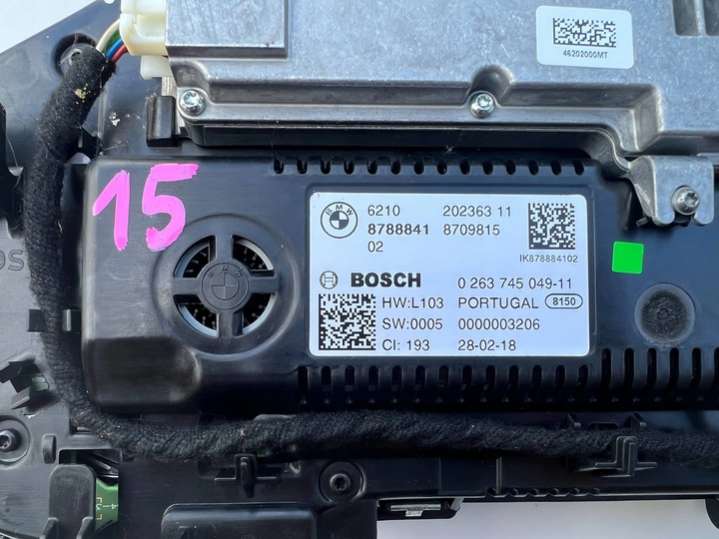 46202000MT
15
BMW
6210 202363 11
8788841 8709815
02
IK878884102
BOSCH 0 263 745 049-11
HW:L103 PORTUGAL 8150
SW:0005 0000003206
CI: 193 28-02-18